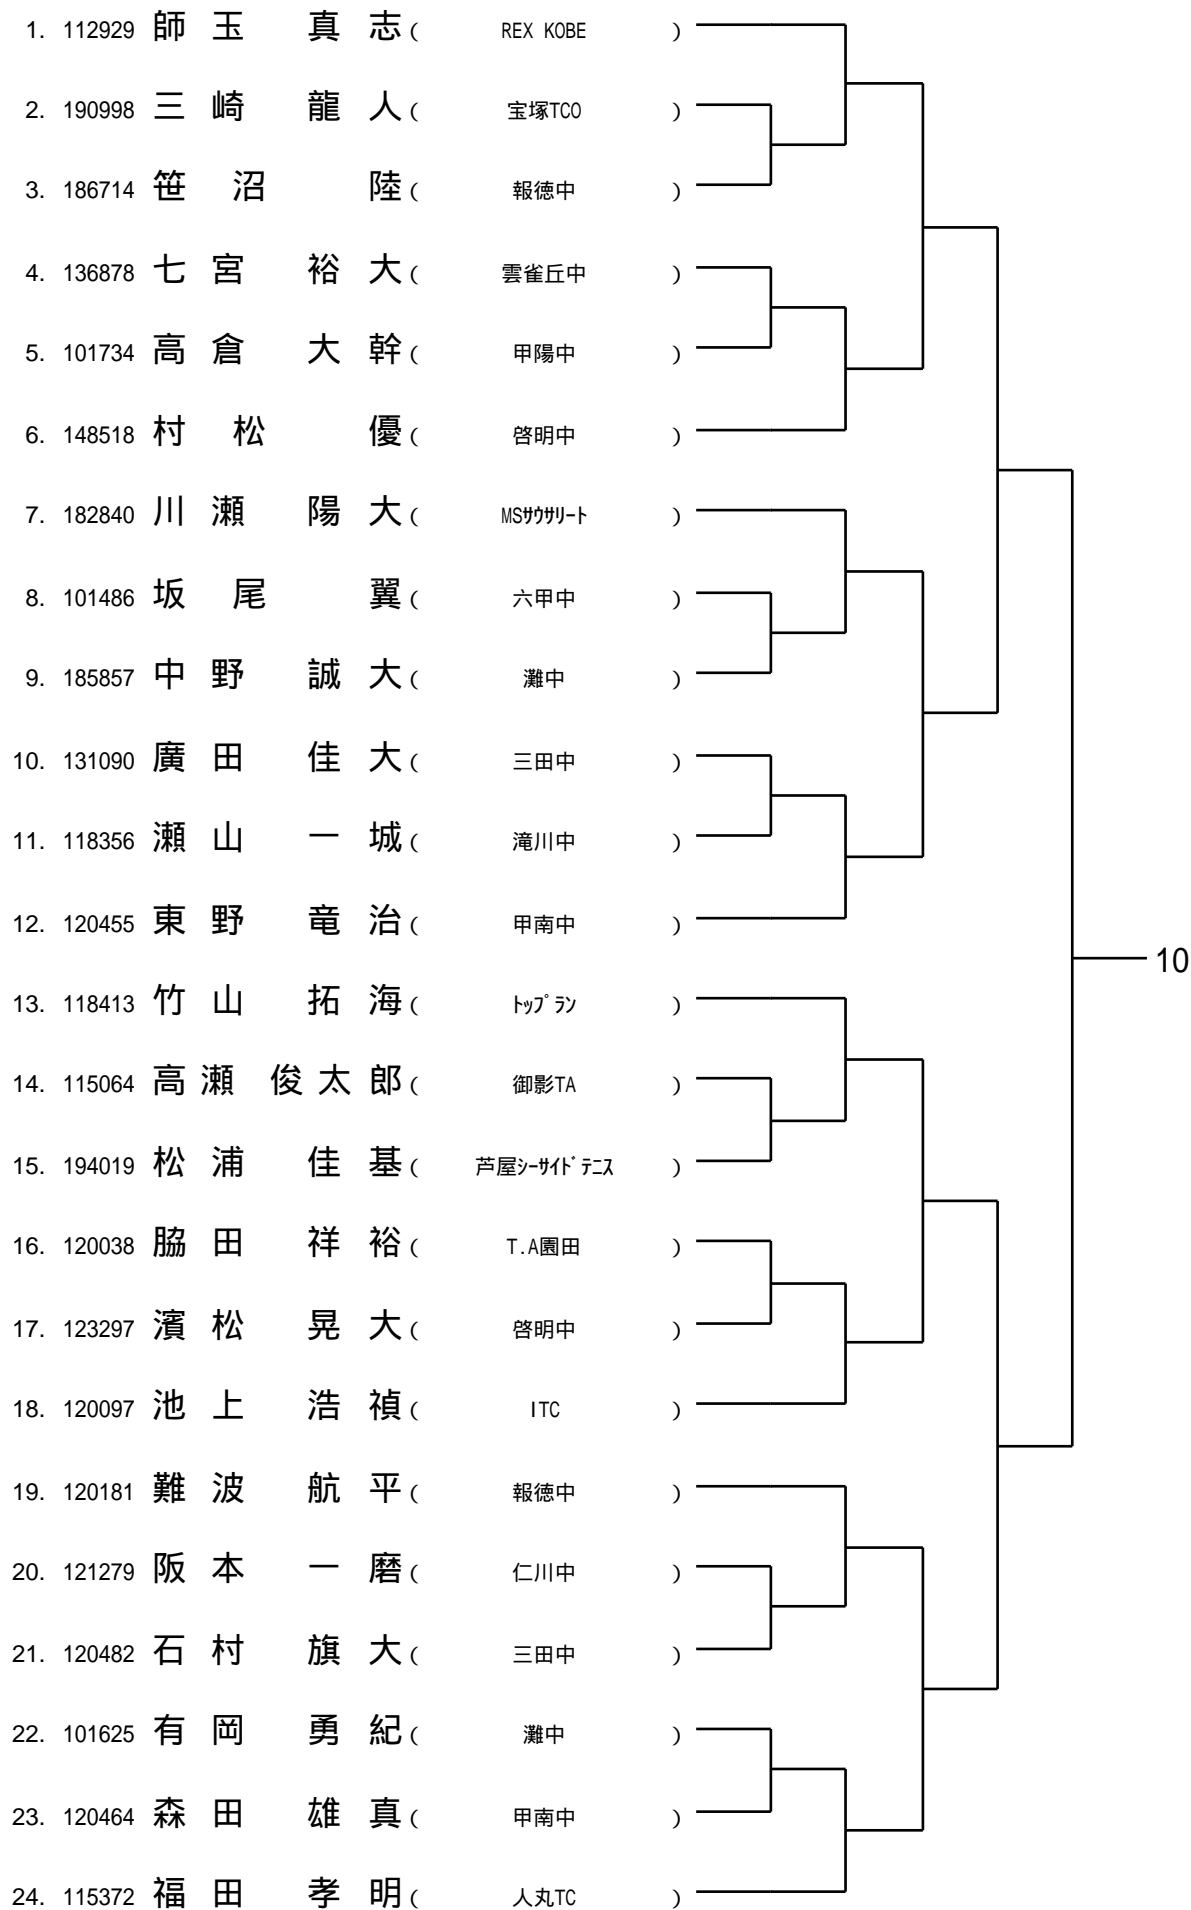 1. 112929 師玉 真志( REX KOBE )
2. 190998 三崎 龍人( 宝塚TCO )
3. 186714 笹沼 陸( 報徳中 )
4. 136878 七宮 裕大( 雲雀丘中 )
5. 101734 高倉 大幹( 甲陽中 )
6. 148518 村松 優( 啓明中 )
7. 182840 川瀬 陽大( MSｻｳｻﾘｰﾄ )
8. 101486 坂尾 翼( 六甲中 )
9. 185857 中野 誠大( 灘中 )
10. 131090 廣田 佳大( 三田中 )
11. 118356 瀬山 一城( 滝川中 )
12. 120455 東野 竜治( 甲南中 )
10
13. 118413 竹山 拓海( ﾄｯﾌﾟﾗﾝ )
14. 115064 高瀬 俊太郎( 御影TA )
15. 194019 松浦 佳基( 芦屋ｼｰｻｲﾄﾞﾃﾆｽ )
16. 120038 脇田 祥裕( T.A園田 )
17. 123297 濱松 晃大( 啓明中 )
18. 120097 池上 浩禎( ITC )
19. 120181 難波 航平( 報徳中 )
20. 121279 阪本 一磨( 仁川中 )
21. 120482 石村 旗大( 三田中 )
22. 101625 有岡 勇紀( 灘中 )
23. 120464 森田 雄真( 甲南中 )
24. 115372 福田 孝明( 人丸TC )